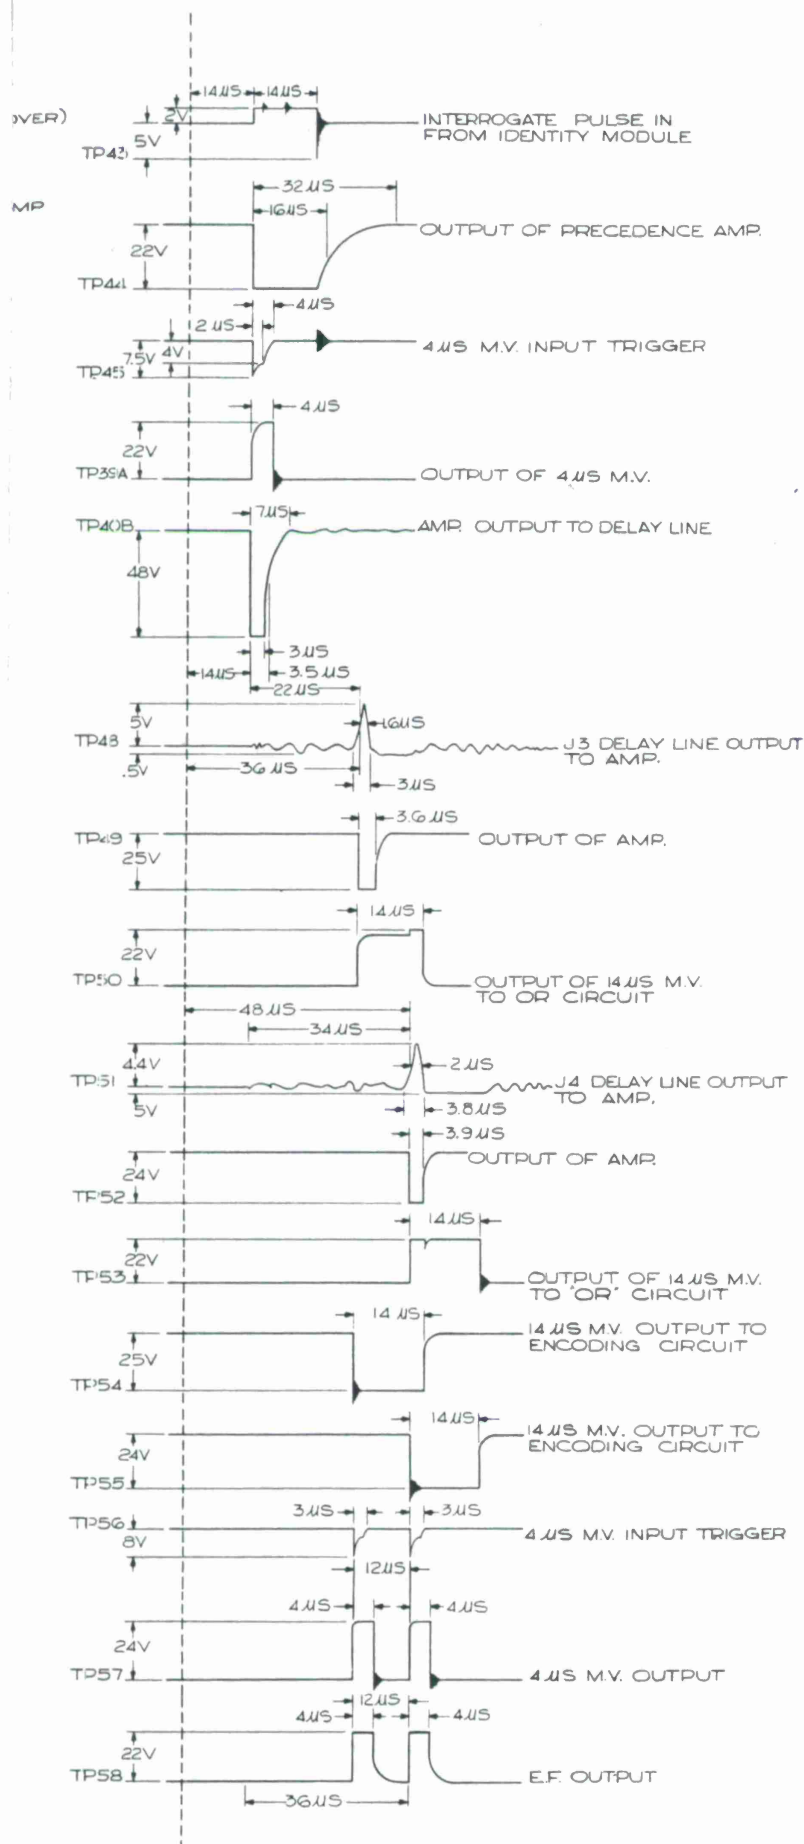 14μS 14μS
2V
OVER)
5V
TP43
INTERROGATE PULSE IN
FROM IDENTITY MODULE
32μS
MP
16μS
22V
TP44
OUTPUT OF PRECEDENCE AMP.
4μS
2μS
7.5V 4V
TP45
4μS M.V. INPUT TRIGGER
4μS
22V
TP39A
OUTPUT OF 4μS M.V.
7μS
TP40B
AMP. OUTPUT TO DELAY LINE
48V
3μS
14μS 3.5μS
22μS
5V
1.6μS
TP48
J3 DELAY LINE OUTPUT
TO AMP.
.5V
36μS
3μS
3.6μS
TP49
OUTPUT OF AMP.
25V
14μS
22V
TP50
OUTPUT OF 14μS M.V.
TO OR CIRCUIT
48μS
34μS
4.4V
2μS
TP51
J4 DELAY LINE OUTPUT
TO AMP.
5V
3.8μS
3.9μS
OUTPUT OF AMP.
24V
TP52
14μS
22V
TP53
OUTPUT OF 14μS M.V.
TO "OR" CIRCUIT
14μS
14μS M.V. OUTPUT TO
ENCODING CIRCUIT
25V
TP54
14μS
14μS M.V. OUTPUT TO
ENCODING CIRCUIT
24V
TP55
3μS 3μS
TP56
4μS M.V. INPUT TRIGGER
8V
12μS
4μS 4μS
24V
TP57
4μS M.V. OUTPUT
12μS
4μS 4μS
22V
TP58
E.F. OUTPUT
36μS